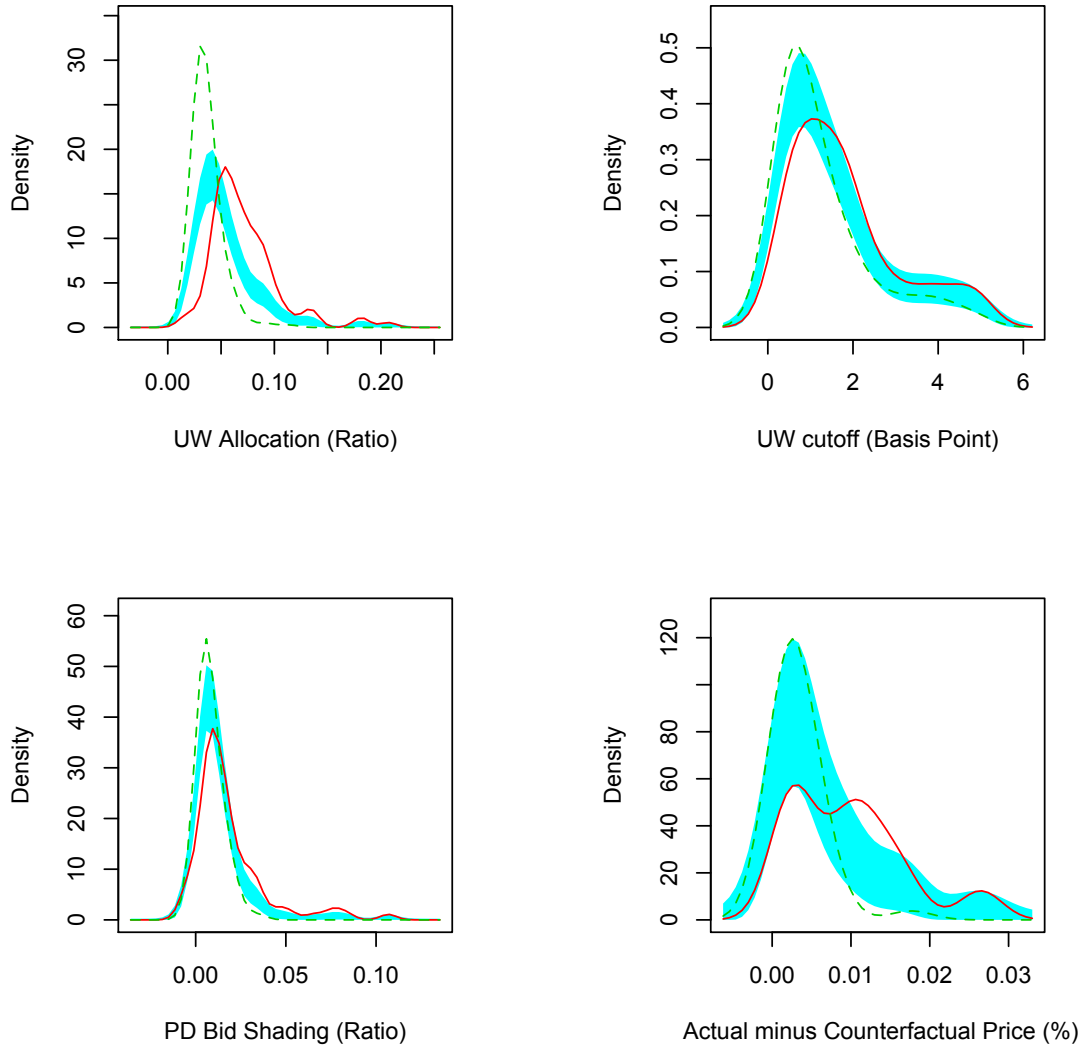 Density
0 5 10 20 30
0.00 0.10 0.20
UW Allocation (Ratio)
Density
0.0 0.1 0.2 0.3 0.4 0.5
0 2 4 6
UW cutoff (Basis Point)
Density
0 10 20 30 40 50 60
0.00 0.05 0.10
PD Bid Shading (Ratio)
Density
0 20 40 60 80 120
0.00 0.01 0.02 0.03
Actual minus Counterfactual Price (%)